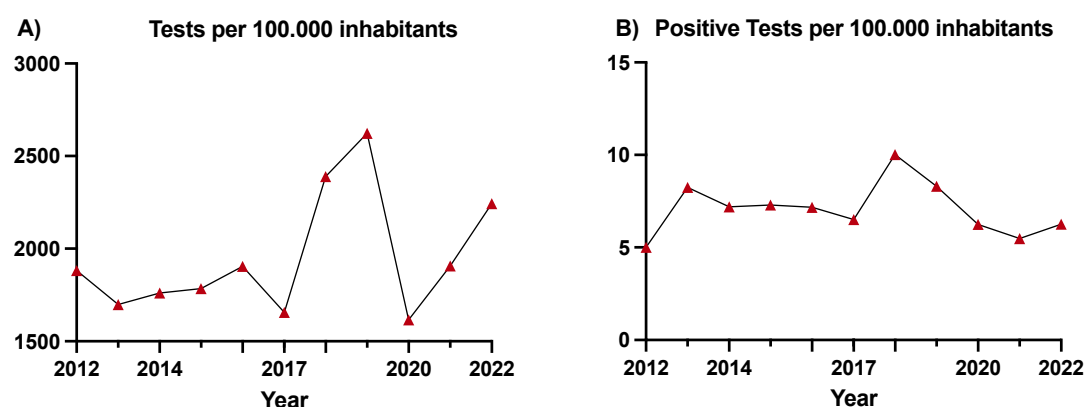 A) Tests per 100.000 inhabitants
3000
2500
2000
1500
2012 2014 2017 2020 2022
Year
B) Positive Tests per 100.000 inhabitants
15
10
5
0
2012 2014 2017 2020 2022
Year